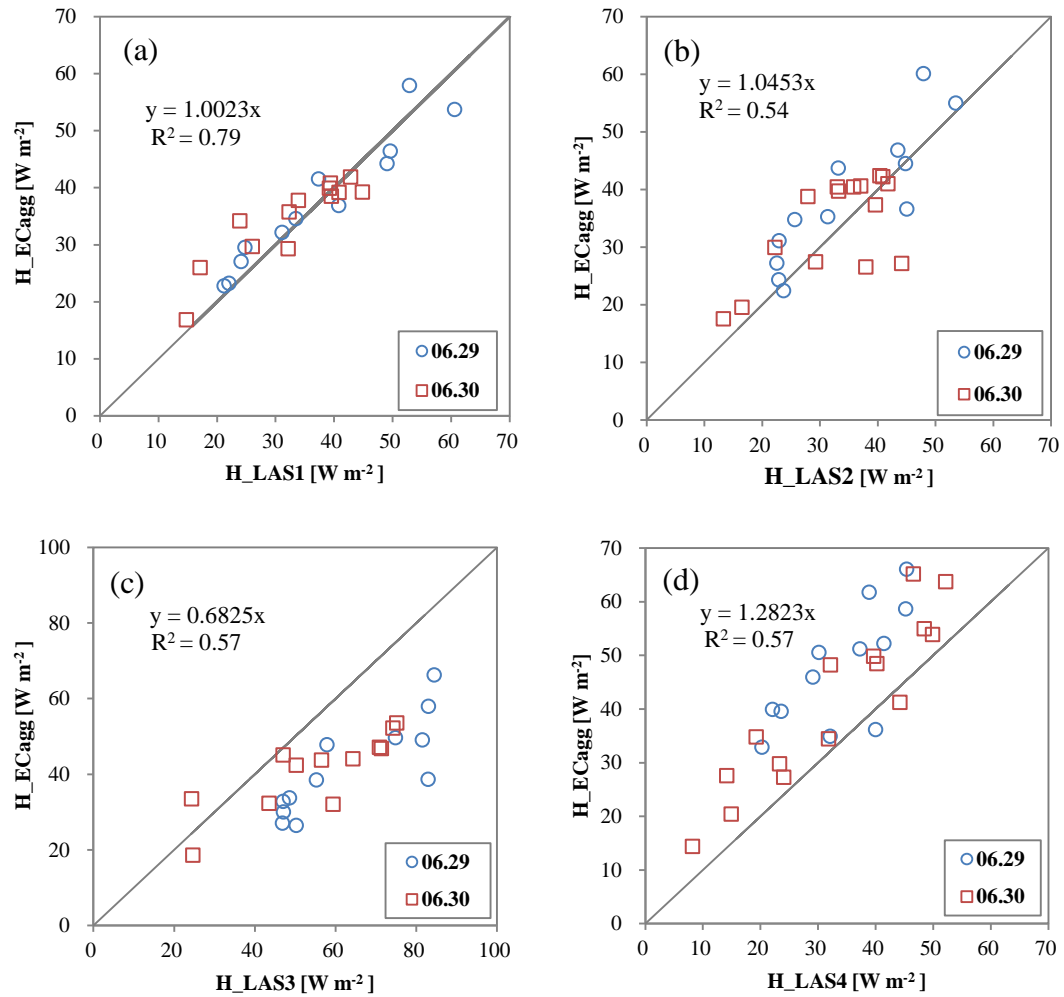 (a)
y = 1.0023x
R² = 0.79
H_ECagg [W m⁻²]
70
60
50
40
30
20
10
0
0 10 20 30 40 50 60 70
H_LAS1 [W m⁻²]
06.29
06.30
(b)
y = 1.0453x
R² = 0.54
H_ECagg [W m⁻²]
70
60
50
40
30
20
10
0
0 10 20 30 40 50 60 70
H_LAS2 [W m⁻²]
06.29
06.30
(c)
y = 0.6825x
R² = 0.57
H_ECagg [W m⁻²]
100
80
60
40
20
0
0 20 40 60 80 100
H_LAS3 [W m⁻²]
06.29
06.30
(d)
y = 1.2823x
R² = 0.57
H_ECagg [W m⁻²]
70
60
50
40
30
20
10
0
0 10 20 30 40 50 60 70
H_LAS4 [W m⁻²]
06.29
06.30